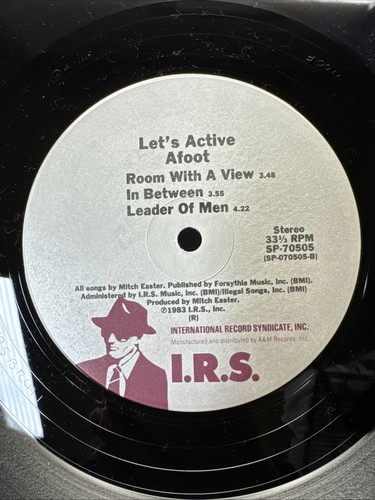 Let's Active
Afoot
Room With A View 3.48
In Between 3.55
Leader Of Men 4.22
Stereo
33⅓ RPM
SP-70505
(SP-070505-B)
All songs by Mitch Easter. Published by Forsythia Music, Inc. (BMI).
Administered by I.R.S. Music, Inc. (BMI)/Illegal Songs, Inc. (BMI)
Produced by Mitch Easter.
℗1983 I.R.S., Inc.
(R)
INTERNATIONAL RECORD SYNDICATE, INC.
Manufactured and distributed by A&M Records, Inc.
I.R.S.